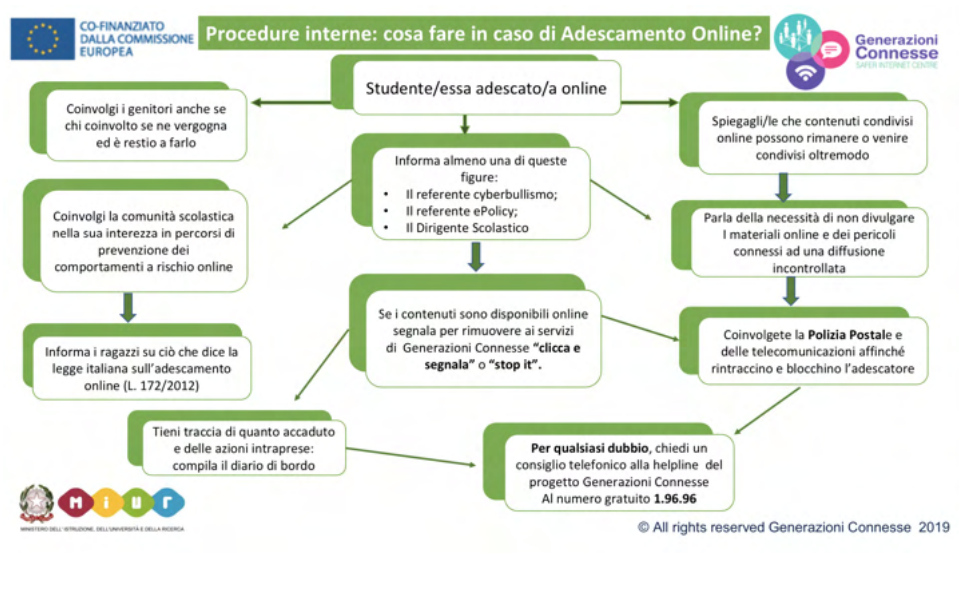 CO-FINANZIATO
DALLA COMMISSIONE
EUROPEA
Procedure interne: cosa fare in caso di Adescamento Online?
Generazioni
Connesse
SAFER INTERNET CENTRE
Studente/essa adescato/a online
Coinvolgi i genitori anche se
chi coinvolto se ne vergogna
ed è restio a farlo
Informa almeno una di queste
figure:
• Il referente cyberbullismo;
• Il referente ePolicy;
• Il Dirigente Scolastico
Spiegagli/le che contenuti condivisi
online possono rimanere o venire
condivisi oltremodo
Coinvolgi la comunità scolastica
nella sua interezza in percorsi di
prevenzione dei
comportamenti a rischio online
Parla della necessità di non divulgare
I materiali online e dei pericoli
connessi ad una diffusione
incontrollata
Se i contenuti sono disponibili online
segnala per rimuovere ai servizi
di Generazioni Connesse “clicca e
segnala” o “stop it”.
Informa i ragazzi su ciò che dice la
legge italiana sull’adescamento
online (L. 172/2012)
Coinvolgete la Polizia Postale e
delle telecomunicazioni affinché
rintraccino e blocchino l’adescatore
Tieni traccia di quanto accaduto
e delle azioni intraprese:
compila il diario di bordo
Per qualsiasi dubbio, chiedi un
consiglio telefonico alla helpline del
progetto Generazioni Connesse
Al numero gratuito 1.96.96
MIUR
MINISTERO DELL’ISTRUZIONE, DELL’UNIVERSITÀ E DELLA RICERCA
© All rights reserved Generazioni Connesse 2019